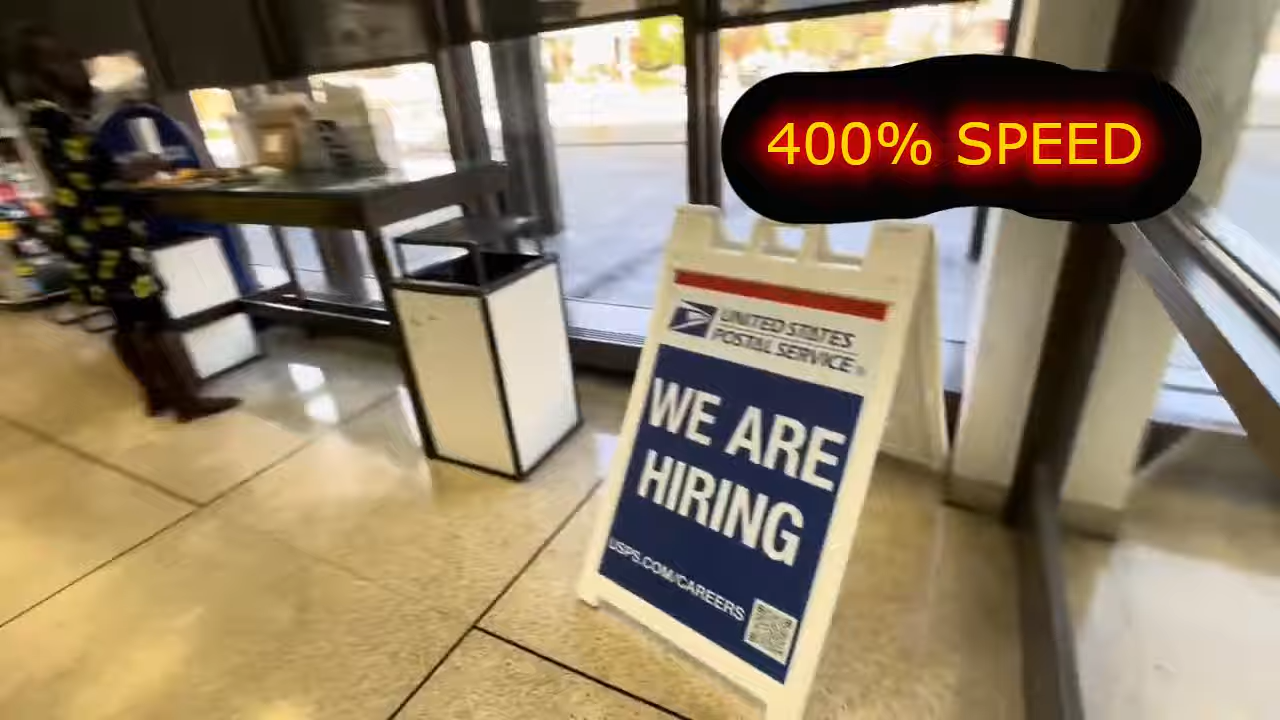 400% SPEED
UNITED STATES
POSTAL SERVICE
WE ARE
HIRING
USPS.COM/CAREERS